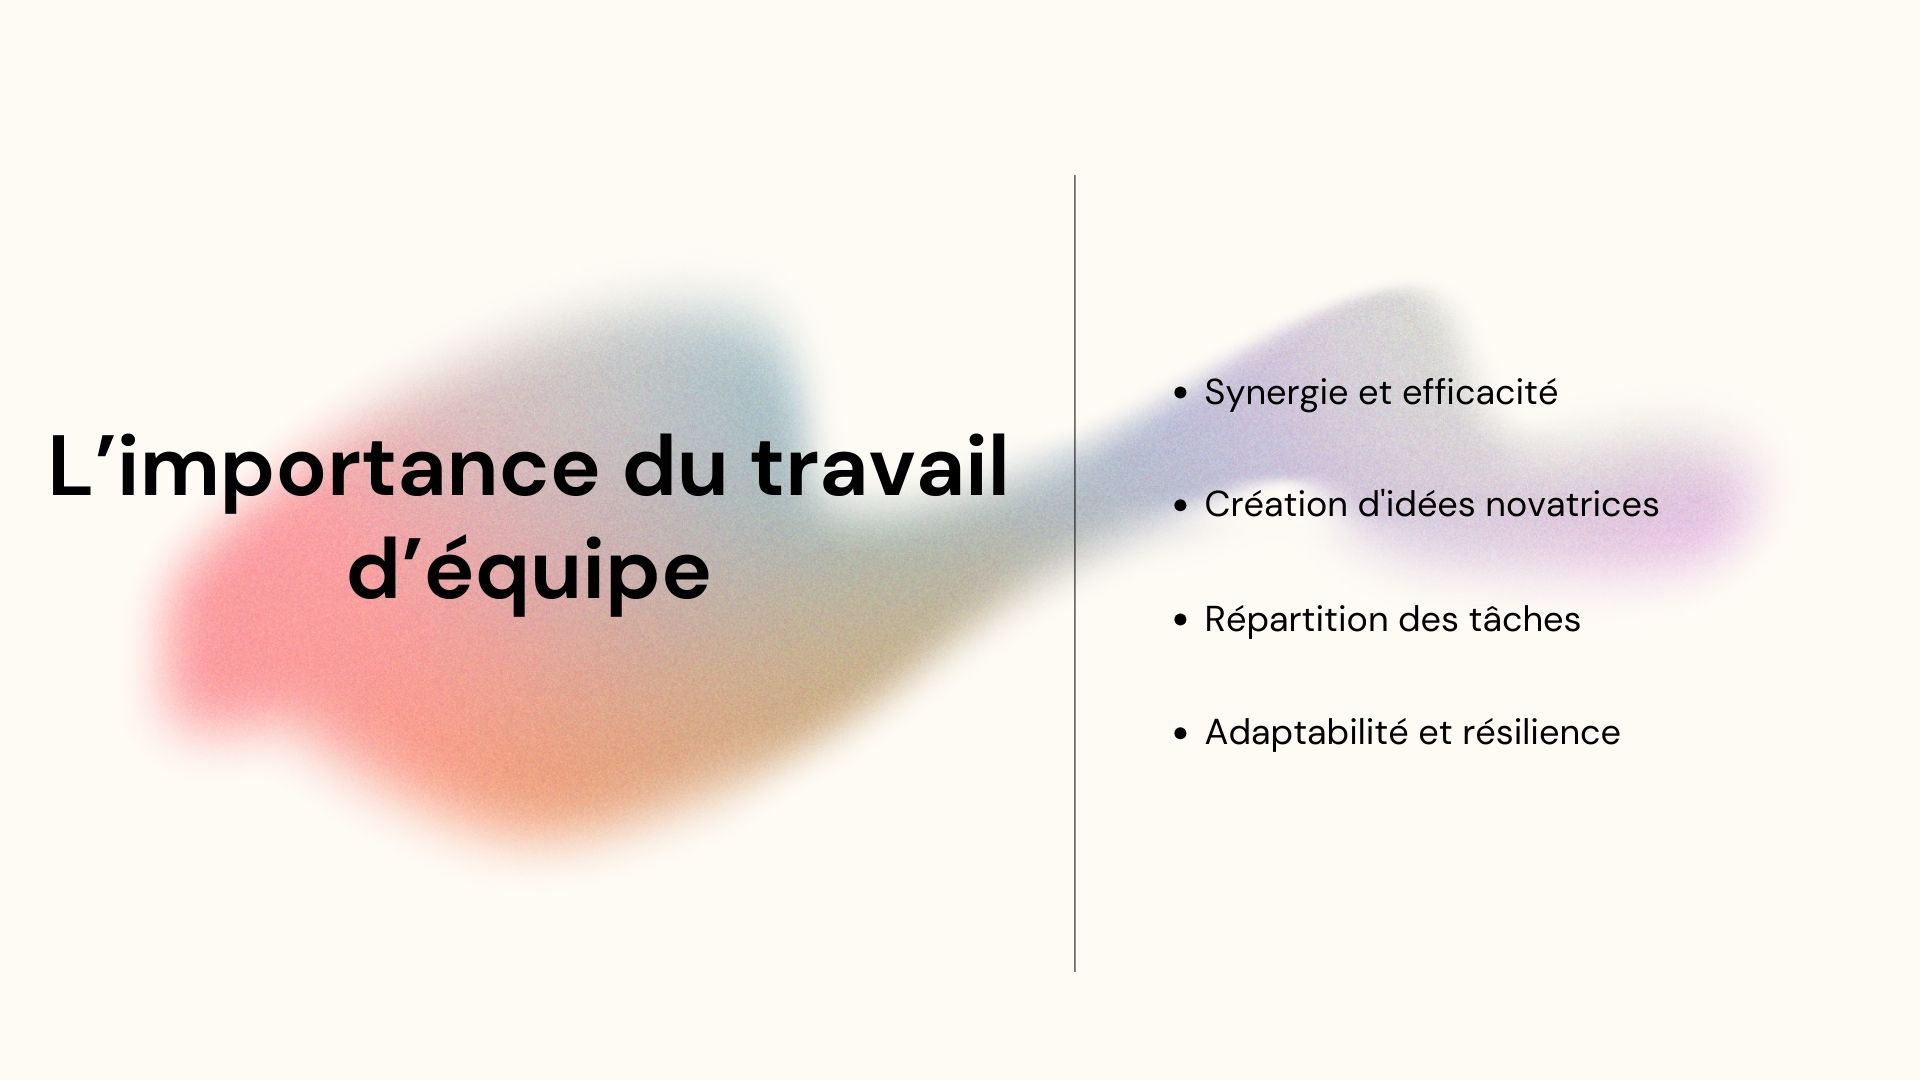 L’importance du travail
d’équipe
• Synergie et efficacité
• Création d'idées novatrices
• Répartition des tâches
• Adaptabilité et résilience